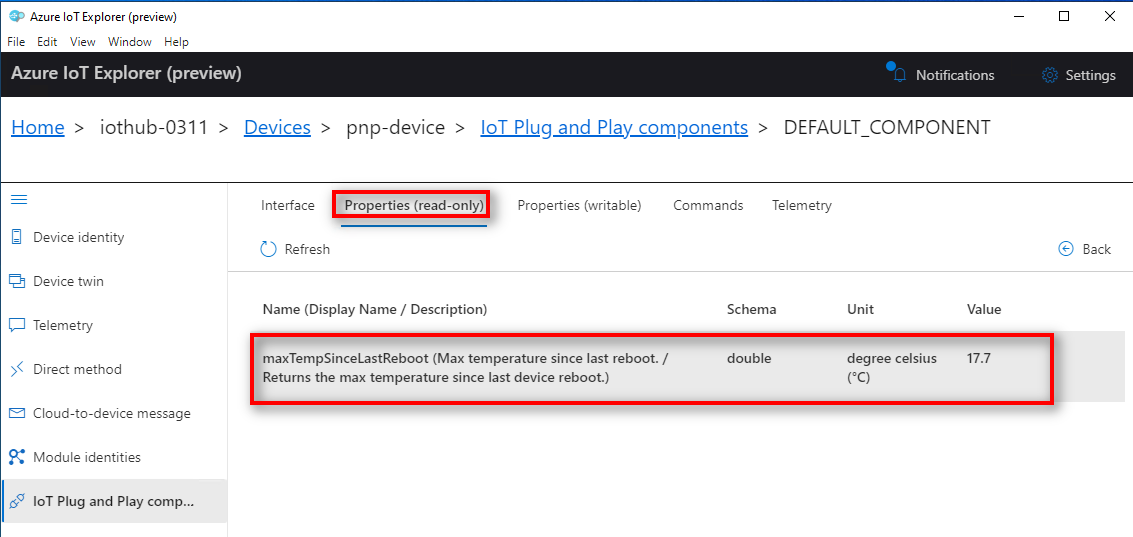 Azure IoT Explorer (preview)
File Edit View Window Help
Azure IoT Explorer (preview)
Notifications
Settings
Home > iothub-0311 > Devices > pnp-device > IoT Plug and Play components > DEFAULT_COMPONENT
Interface Properties (read-only) Properties (writable) Commands Telemetry
Refresh
Back
Device identity
Device twin
Telemetry
Direct method
Cloud-to-device message
Module identities
IoT Plug and Play comp...
Name (Display Name / Description) Schema Unit Value
maxTempSinceLastReboot (Max temperature since last reboot. / double degree celsius 17.7
Returns the max temperature since last device reboot.) (°C)